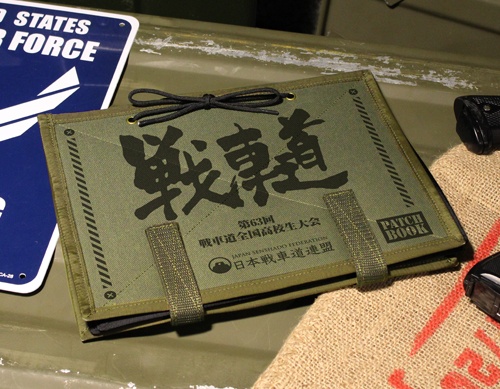 STATES
FORCE
戦車道
第63回
戦車道全国高校生大会
JAPAN SENSHADO FEDERATION
日本戦車道連盟
PATCH
BOOK